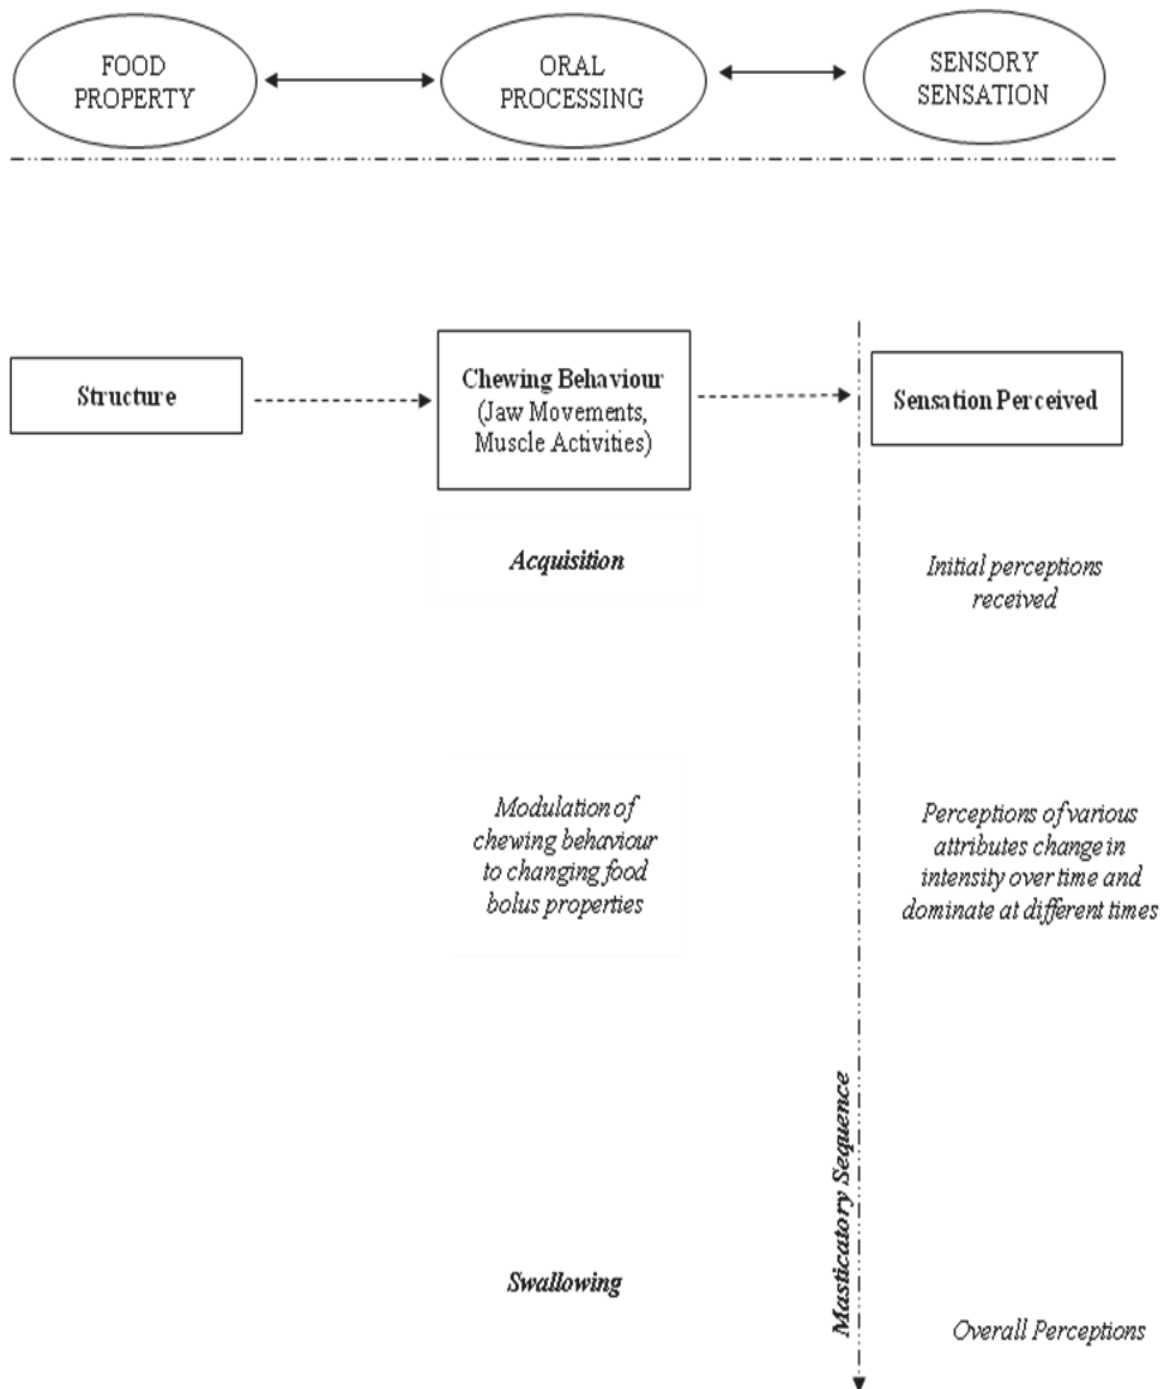 FOOD
PROPERTY
ORAL
PROCESSING
SENSORY
SENSATION
Structure
Chewing Behaviour
(Jaw Movements,
Muscle Activities)
Sensation Perceived
Acquisition
Initial perceptions
received
Modulation of
chewing behaviour
to changing food
bolus properties
Perceptions of various
attributes change in
intensity over time and
dominate at different times
Masticatory Sequence
Swallowing
Overall Perceptions